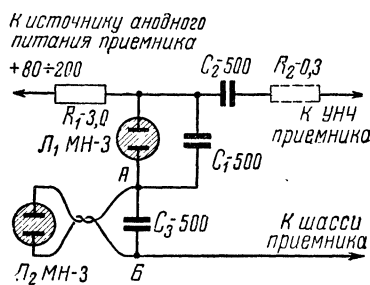 К источнику анодного
питания приемника
+80÷200
C₂-500
R₂-0,3
R₁-3,0
К УНЧ
приемника
Л₁ МН-3
C₁-500
А
C₃-500
К шасси
приемника
Л₂ МН-3
Б